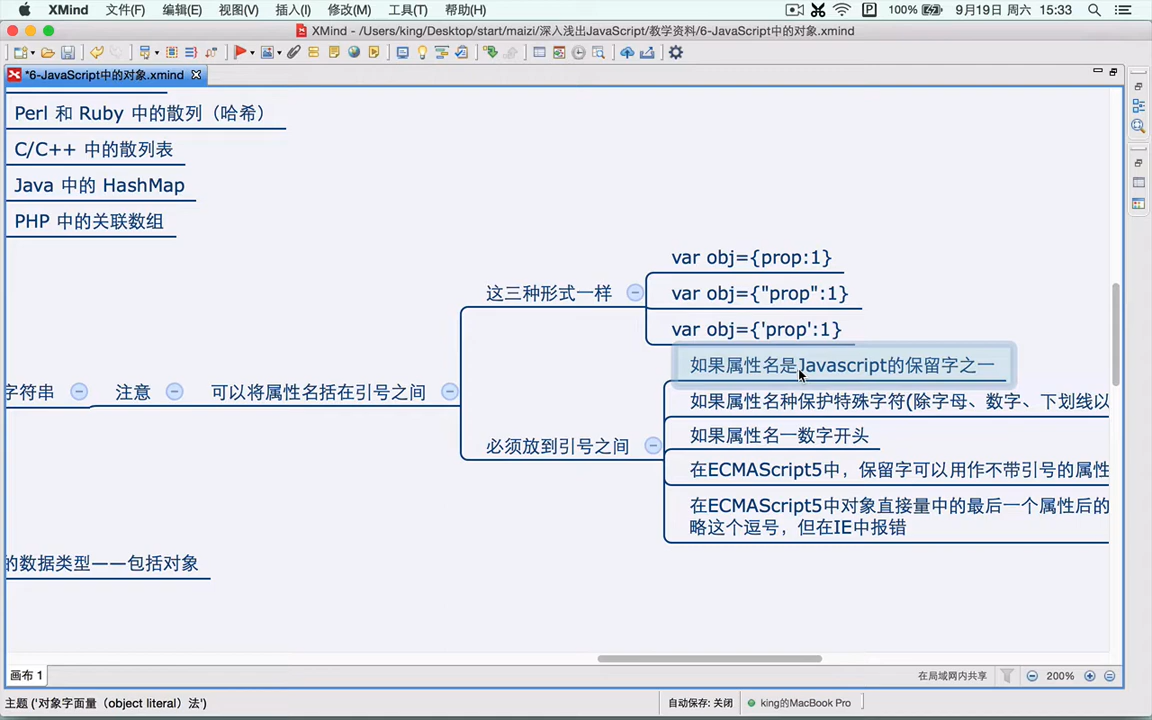 XMind 文件(F) 编辑(E) 视图(V) 插入(I) 修改(M) 工具(T) 帮助(H) 100% 9月19日 周六 15:33
XMind - /Users/king/Desktop/start/maizi/深入浅出JavaScript/教学资料/6-JavaScript中的对象.xmind
*6-JavaScript中的对象.xmind
Perl 和 Ruby 中的散列（哈希）
C/C++ 中的散列表
Java 中的 HashMap
PHP 中的关联数组
var obj={prop:1}
这三种形式一样
var obj={"prop":1}
var obj={'prop':1}
如果属性名是Javascript的保留字之一
字符串
注意
可以将属性名括在引号之间
如果属性名种保护特殊字符(除字母、数字、下划线以
如果属性名一数字开头
必须放到引号之间
在ECMAScript5中，保留字可以用作不带引号的属性
在ECMAScript5中对象直接量中的最后一个属性后的
略这个逗号，但在IE中报错
的数据类型——包括对象
画布 1
在局域网内共享
200%
主题 ('对象字面量（object literal）法')
自动保存: 关闭
king的MacBook Pro